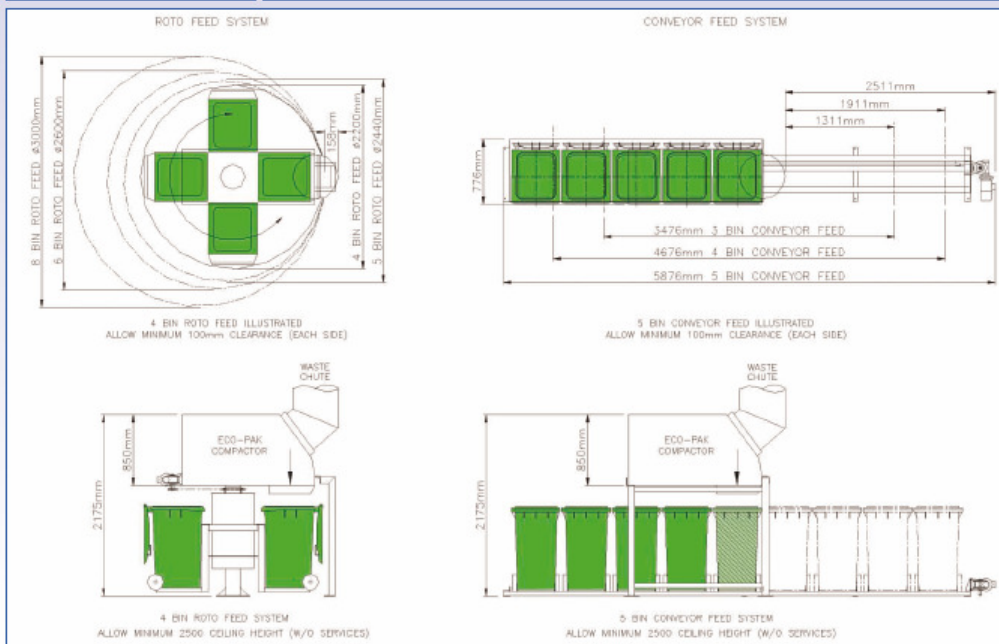 ROTO FEED SYSTEM
CONVEYOR FEED SYSTEM
8 BIN ROTO FEED ø3000mm
6 BIN ROTO FEED ø2600mm
158mm
4 BIN ROTO FEED ø2200mm
5 BIN ROTO FEED ø2440mm
4 BIN ROTO FEED ILLUSTRATED
ALLOW MINIMUM 100mm CLEARANCE (EACH SIDE)
2511mm
1911mm
1311mm
776mm
3476mm 3 BIN CONVEYOR FEED
4676mm 4 BIN CONVEYOR FEED
5876mm 5 BIN CONVEYOR FEED
5 BIN CONVEYOR FEED ILLUSTRATED
ALLOW MINIMUM 100mm CLEARANCE (EACH SIDE)
WASTE
CHUTE
ECO-PAK
COMPACTOR
850mm
2175mm
4 BIN ROTO FEED SYSTEM
ALLOW MINIMUM 2500 CEILING HEIGHT (W/O SERVICES)
WASTE
CHUTE
ECO-PAK
COMPACTOR
850mm
2175mm
5 BIN CONVEYOR FEED SYSTEM
ALLOW MINIMUM 2500 CEILING HEIGHT (W/O SERVICES)